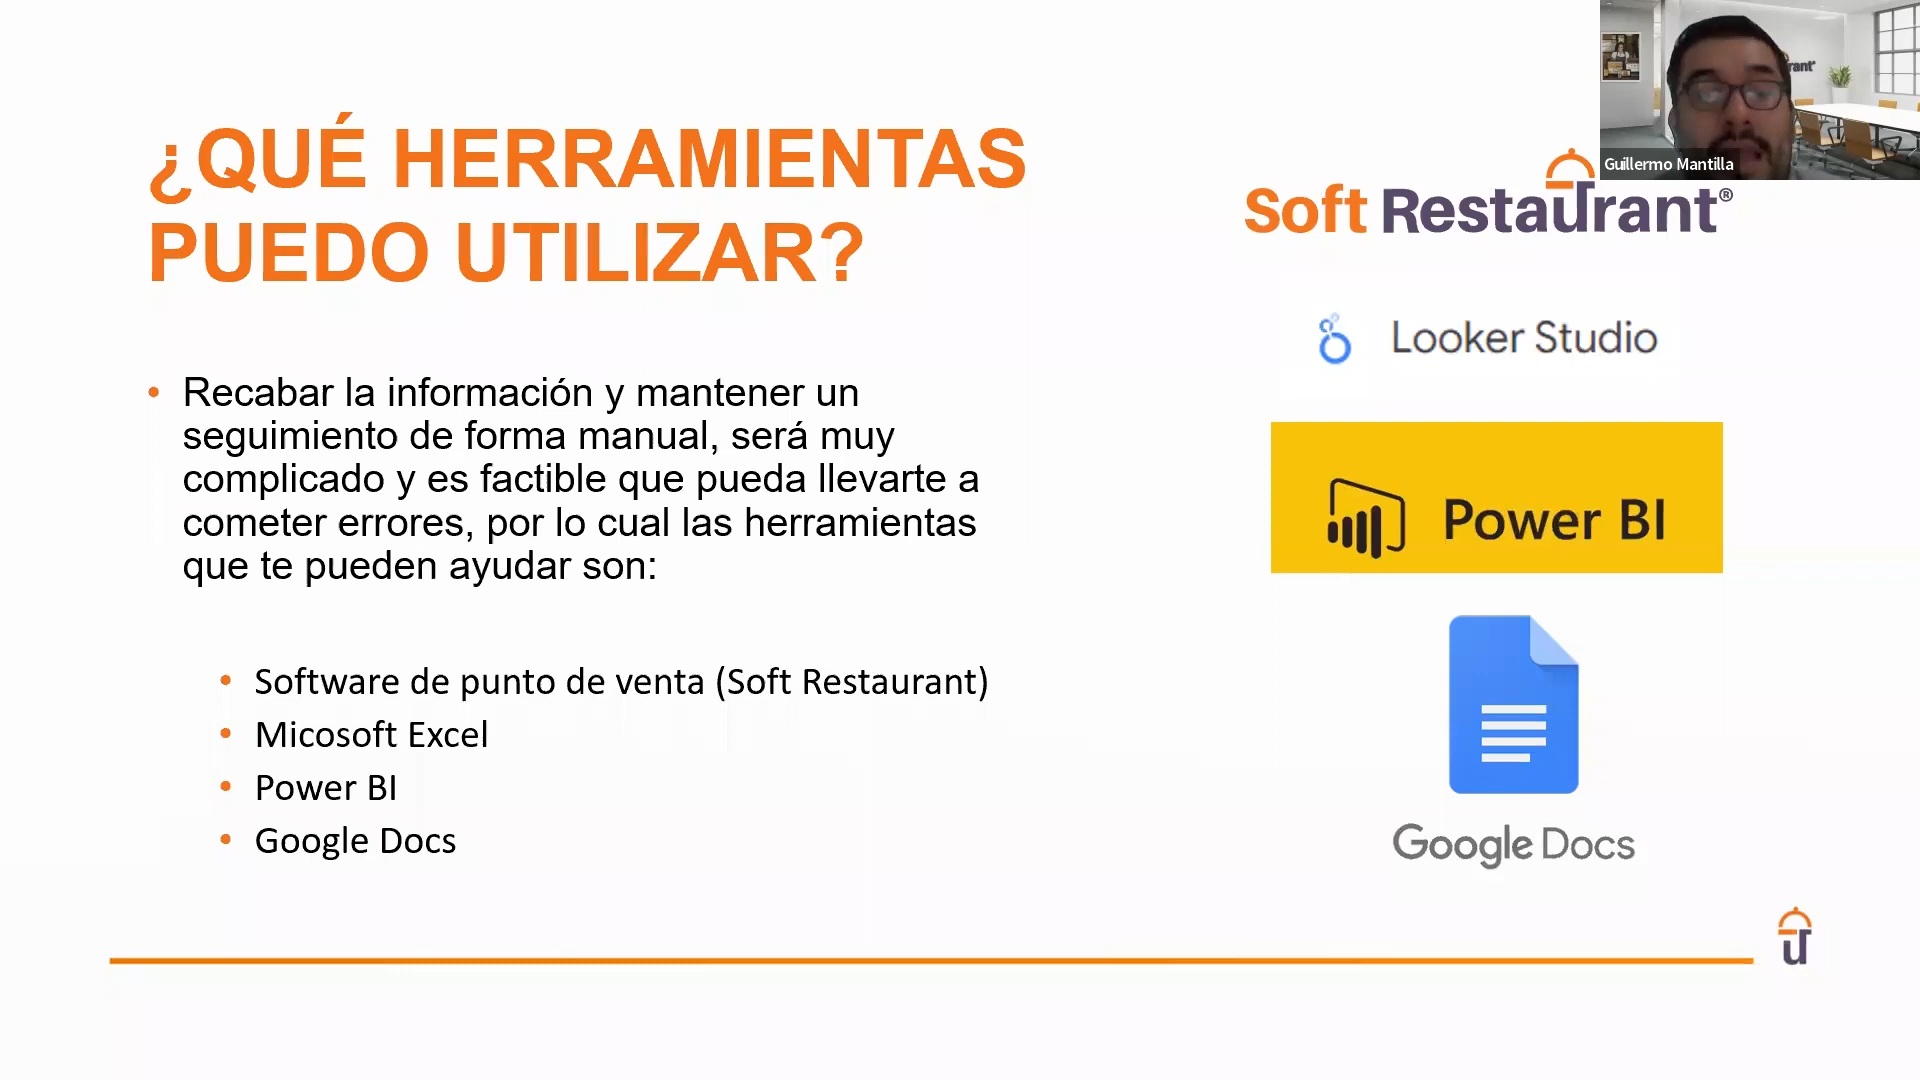 ¿QUÉ HERRAMIENTAS
PUEDO UTILIZAR?
• Recabar la información y mantener un
seguimiento de forma manual, será muy
complicado y es factible que pueda llevarte a
cometer errores, por lo cual las herramientas
que te pueden ayudar son:
• Software de punto de venta (Soft Restaurant)
• Micosoft Excel
• Power BI
• Google Docs
rant®
Guillermo Mantilla
Soft Restaurant®
Looker Studio
Power BI
Google Docs